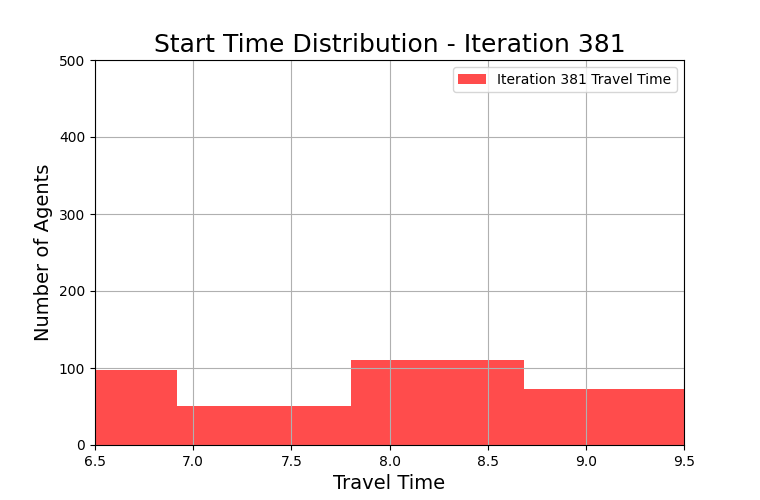 Start Time Distribution - Iteration 381
Iteration 381 Travel Time
Number of Agents
500
400
300
200
100
0
6.5 7.0 7.5 8.0 8.5 9.0 9.5
Travel Time